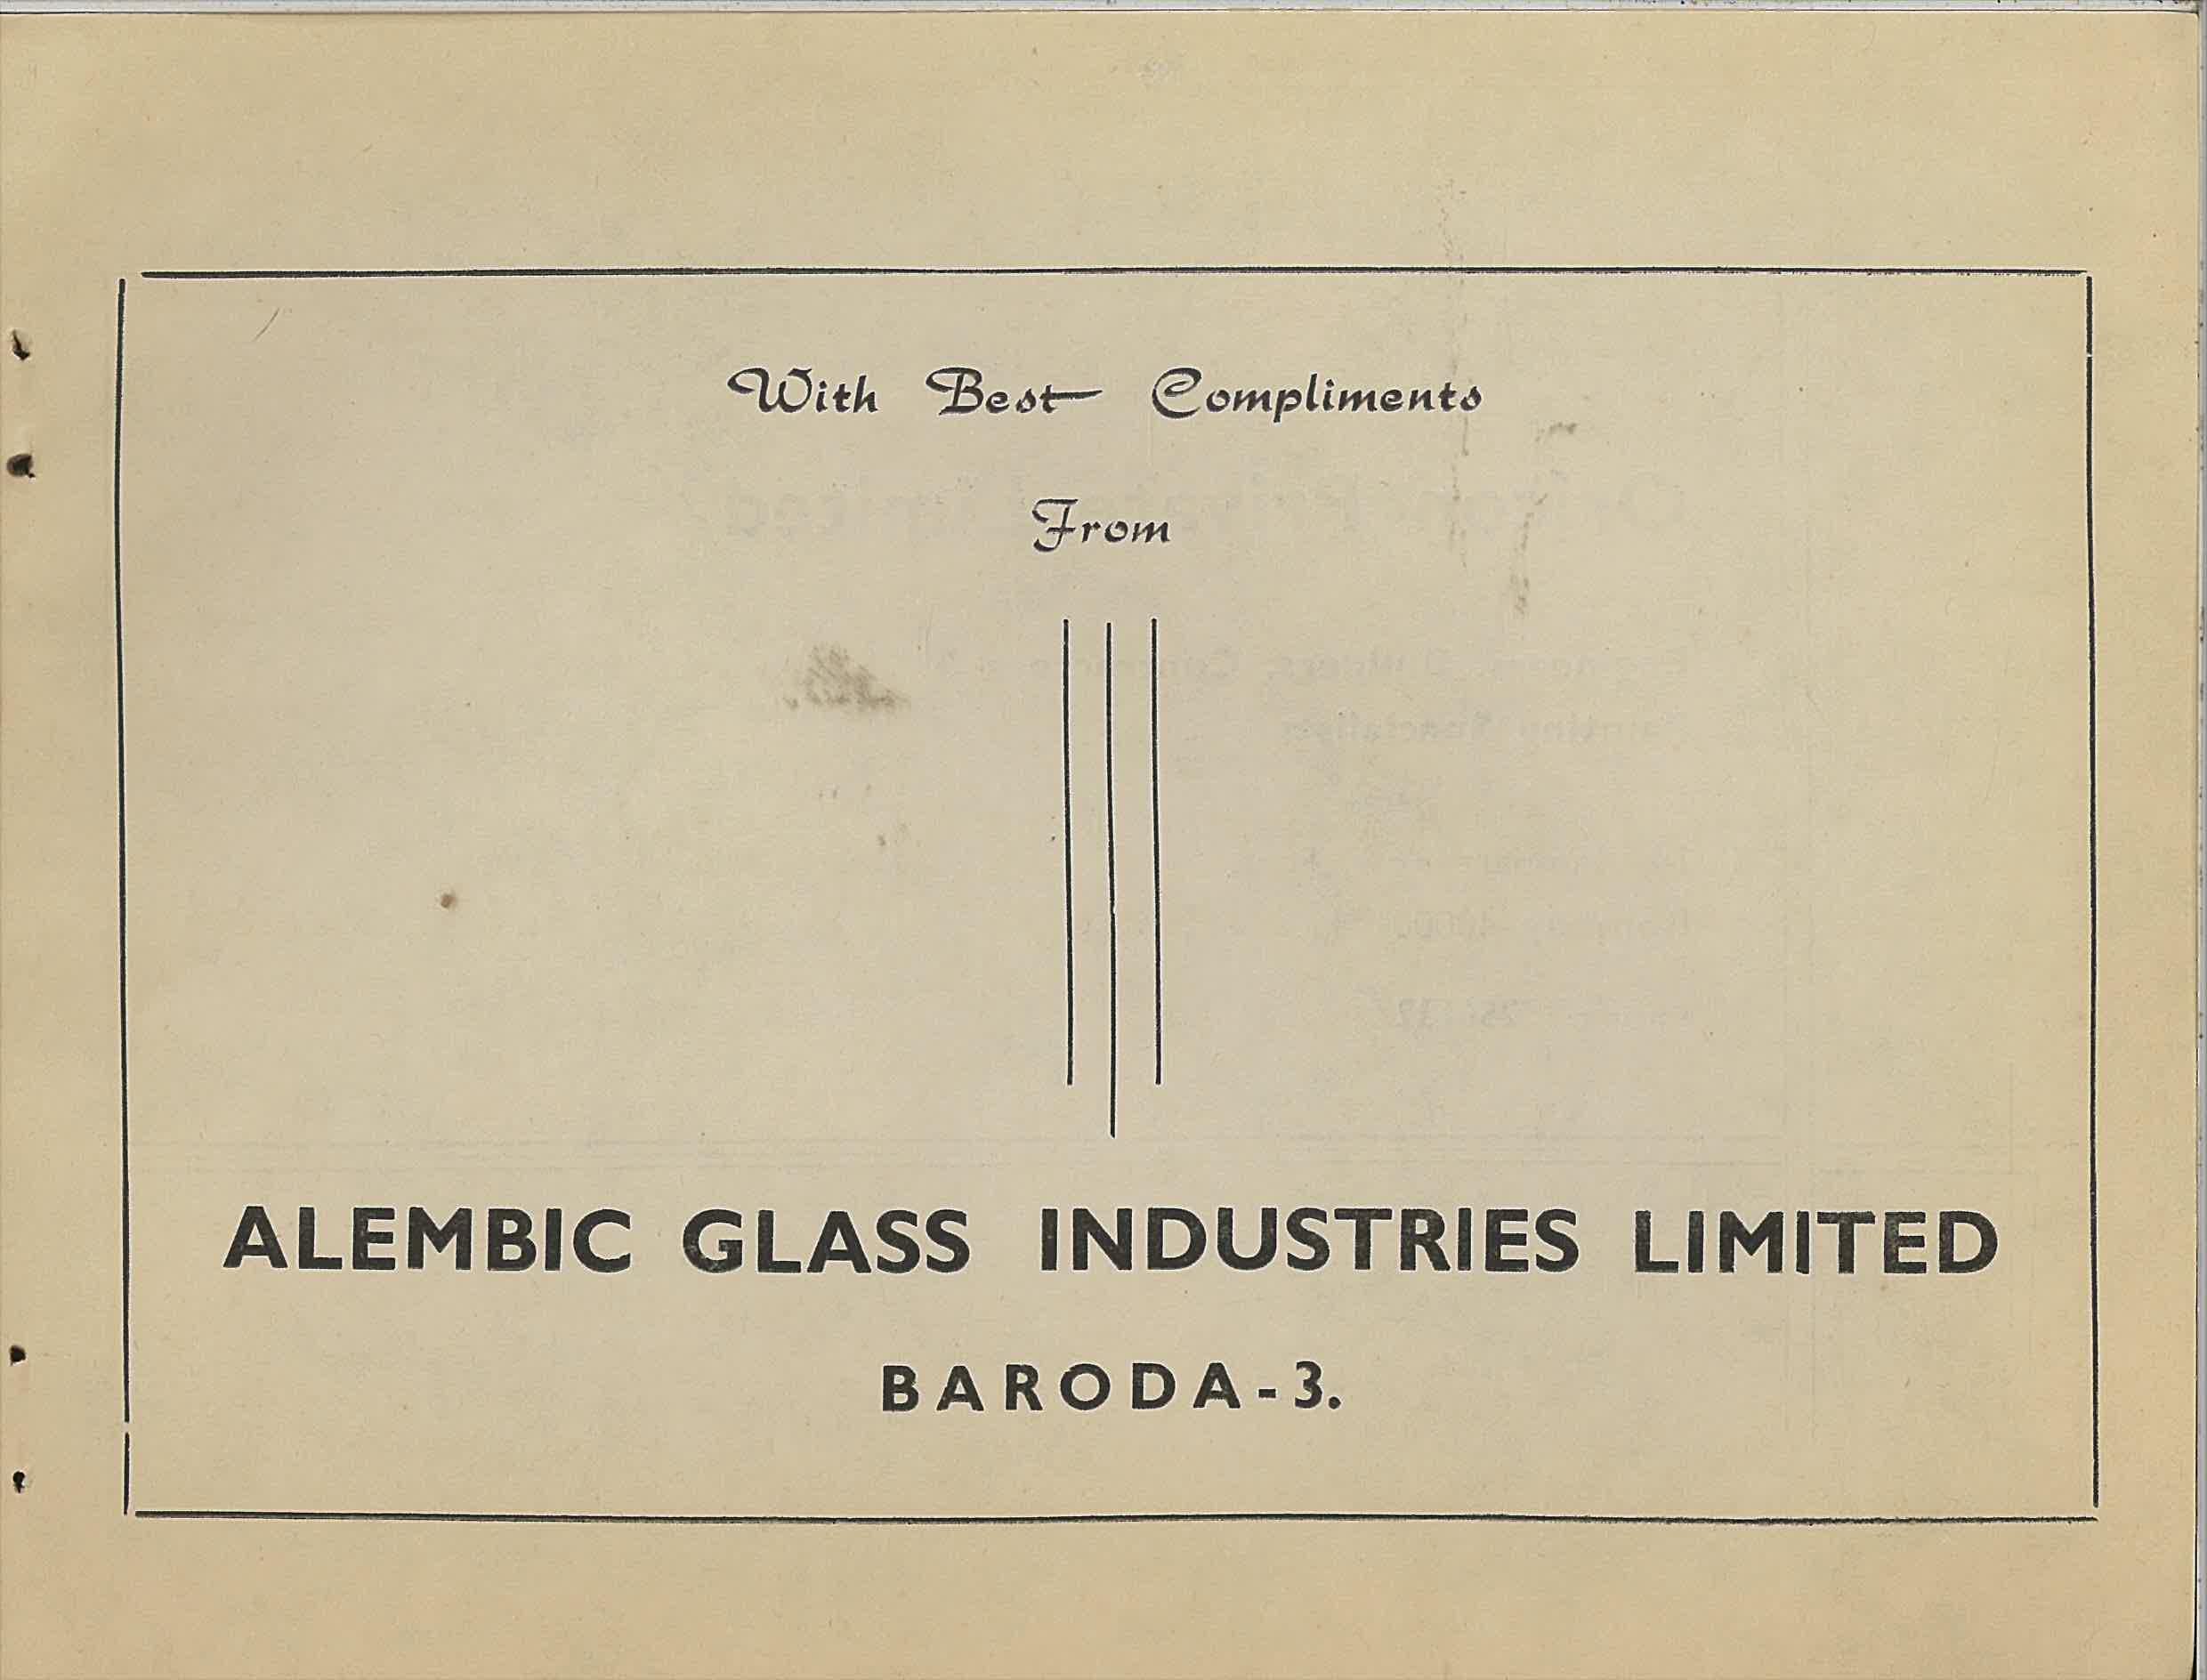 With Best Compliments
From
ALEMBIC GLASS INDUSTRIES LIMITED
BARODA-3.